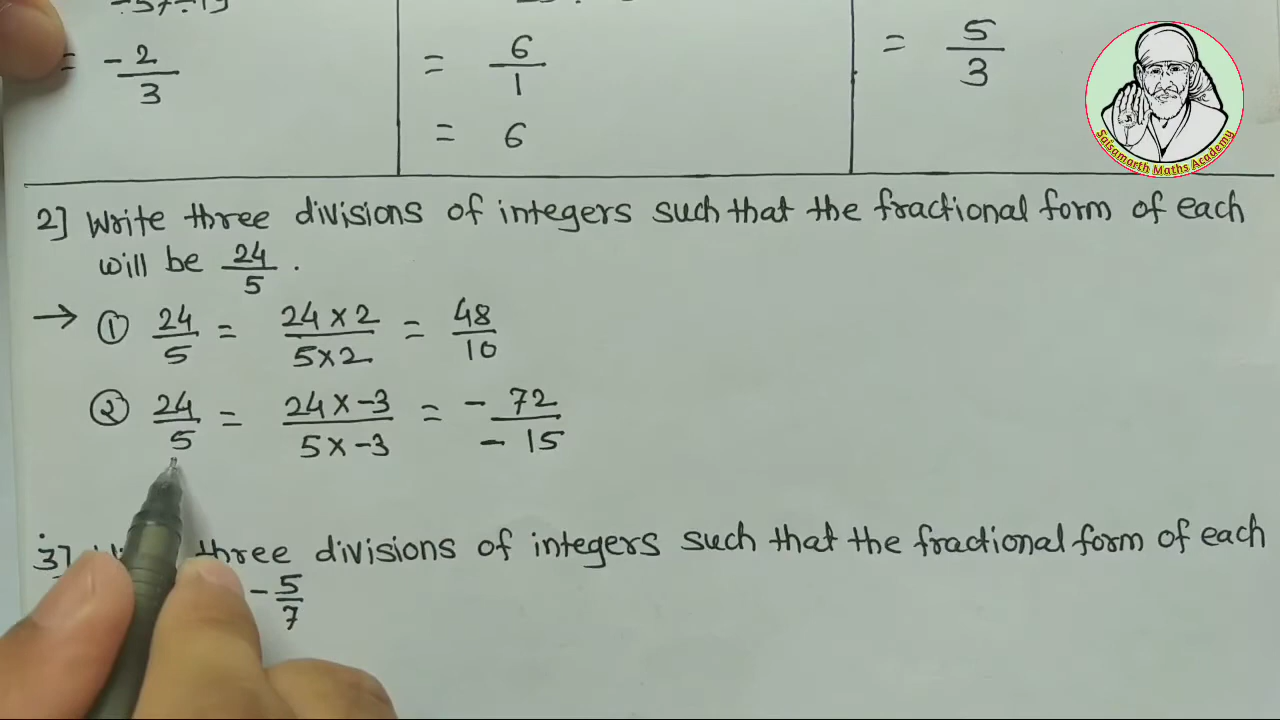 = -2/3
= 6/1
= 6
= 5/3
Saisamarth Maths Academy
2] Write three divisions of integers such that the fractional form of each
will be 24/5 .
→ ① 24/5 = 24 × 2/5 × 2 = 48/10
② 24/5 = 24 × -3/5 × -3 = - 72/- 15
3] three divisions of integers such that the fractional form of each
- 5/7